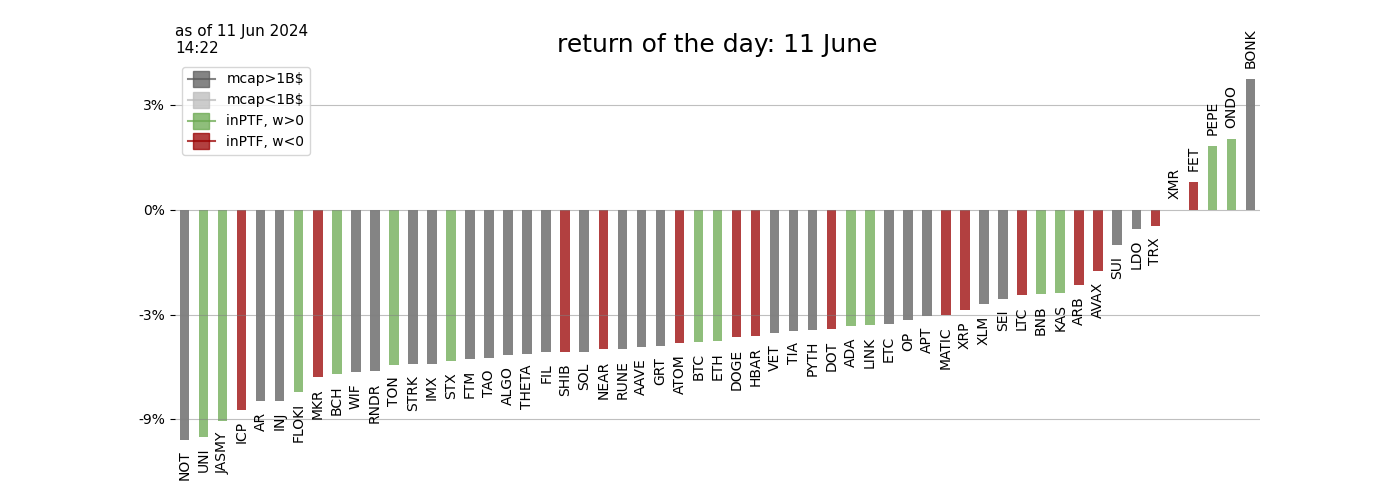 as of 11 Jun 2024
14:22
return of the day: 11 June
mcap>1B$
mcap<1B$
inPTF, w>0
inPTF, w<0
3%
0%
-3%
-9%
NOT
UNI
JASMY
ICP
AR
INJ
FLOKI
MKR
BCH
WIF
RNDR
TON
STRK
IMX
STX
FTM
TAO
ALGO
THETA
FIL
SHIB
SOL
NEAR
RUNE
AAVE
GRT
ATOM
BTC
ETH
DOGE
HBAR
VET
TIA
PYTH
DOT
ADA
LINK
ETC
OP
APT
MATIC
XRP
XLM
SEI
LTC
BNB
KAS
ARB
AVAX
SUI
LDO
TRX
XMR
FET
PEPE
ONDO
BONK